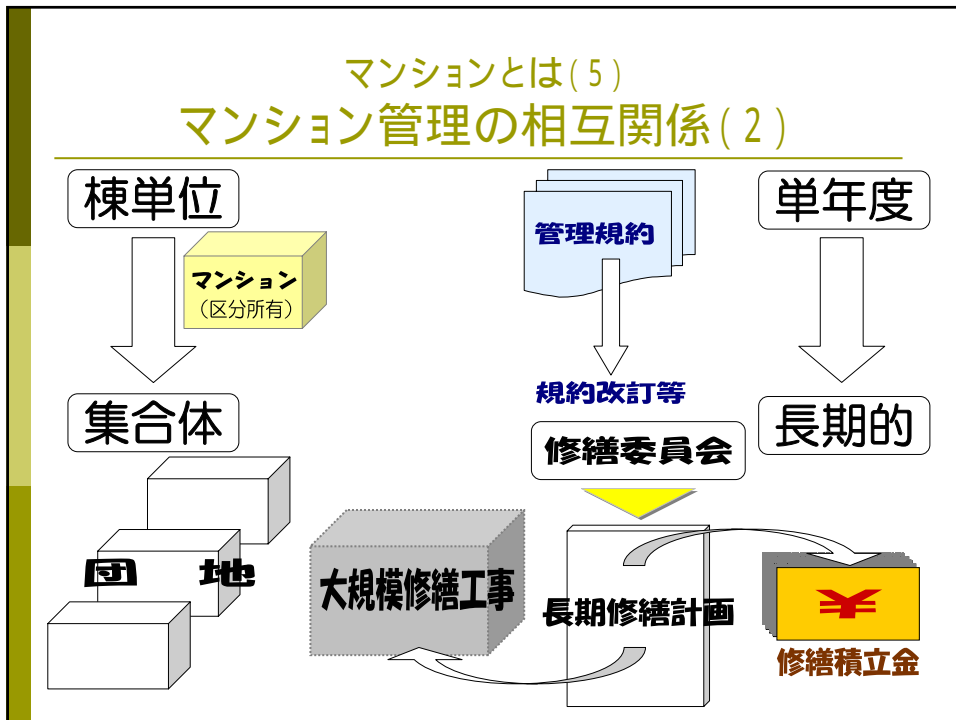 マンションとは(5)
マンション管理の相互関係(2)
棟単位
マンション
（区分所有）
集合体
団　地
管理規約
規約改訂等
単年度
長期的
修繕委員会
大規模修繕工事
長期修繕計画
¥
修繕積立金